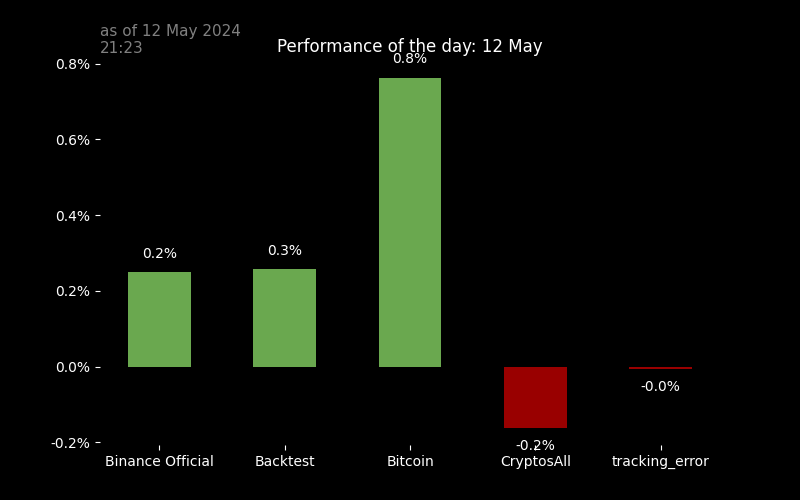 as of 12 May 2024
21:23
Performance of the day: 12 May
0.8%
0.6%
0.4%
0.2%
0.0%
-0.2%
0.2%
0.3%
0.8%
-0.2%
-0.0%
Binance Official
Backtest
Bitcoin
CryptosAll
tracking_error